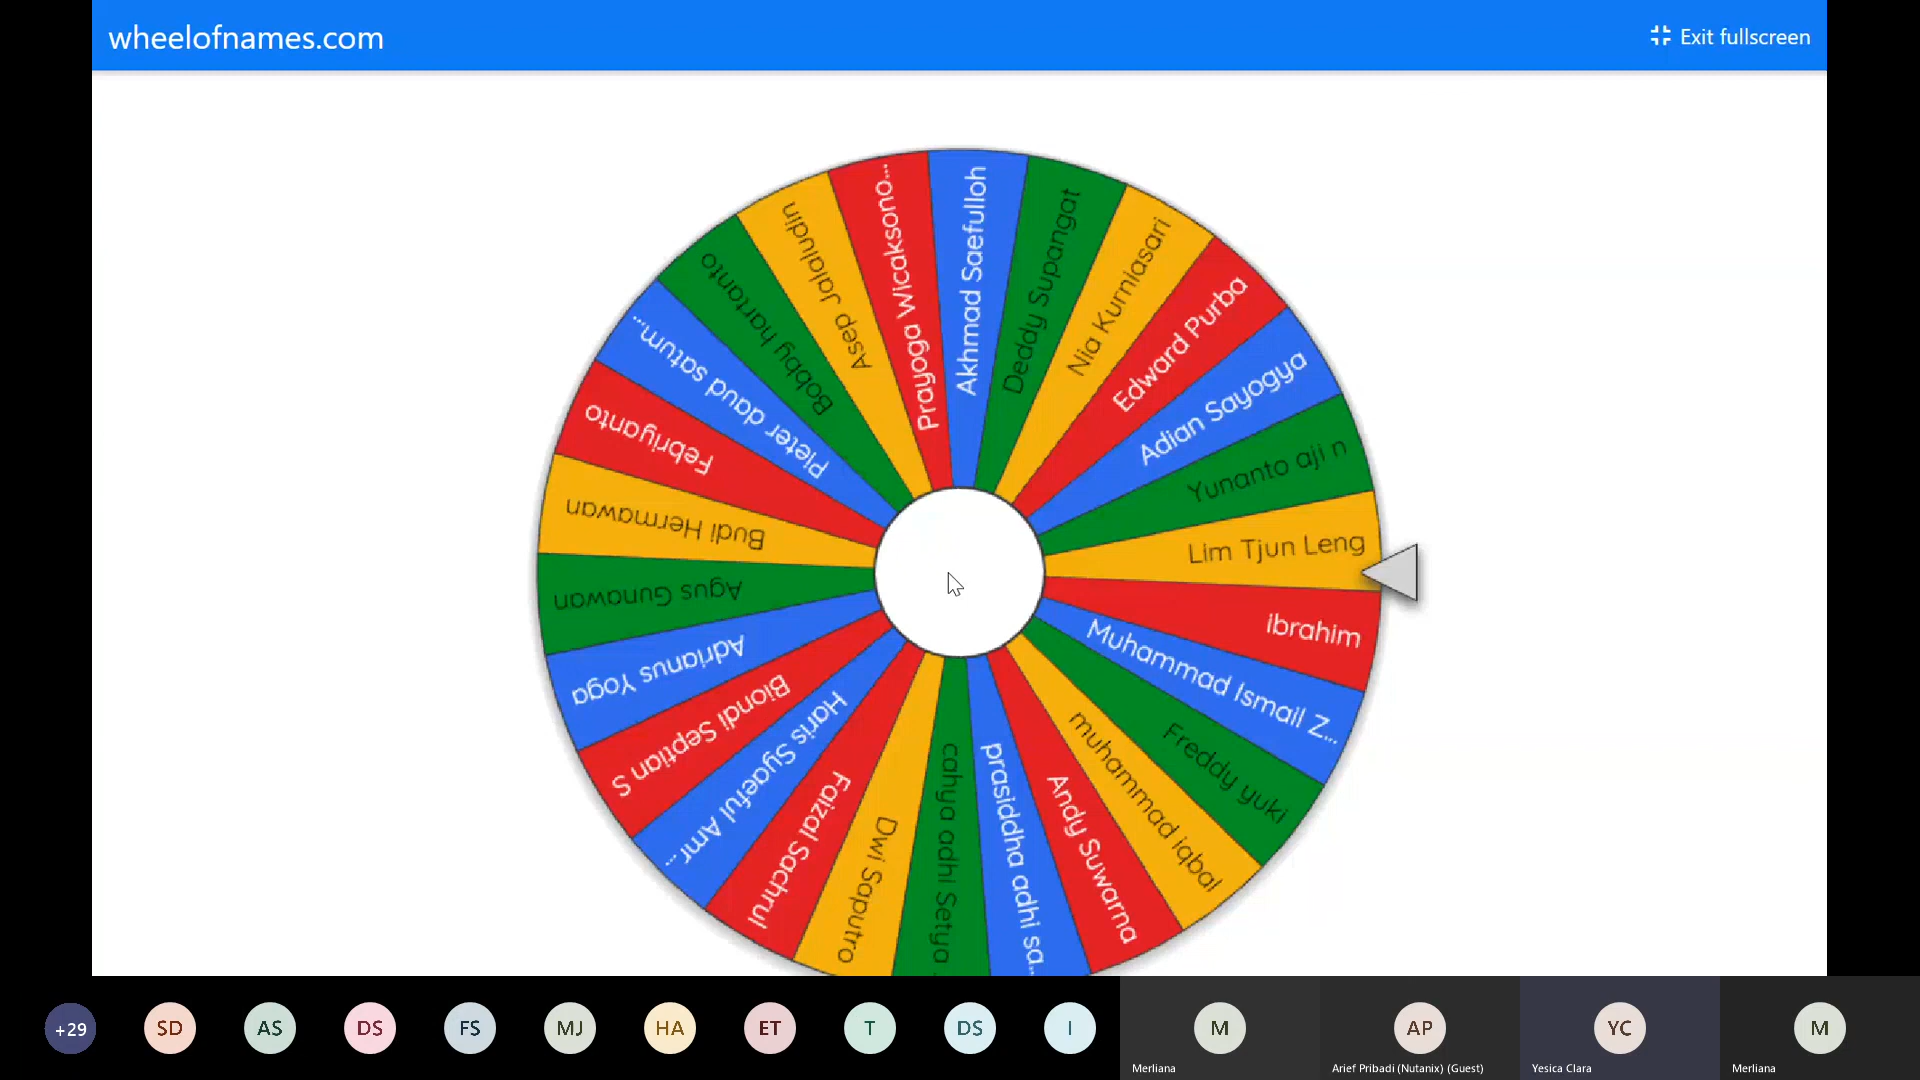 wheelofnames.com
Exit fullscreen
Akhmad Saefulloh
Deddy Supangat
Nia Kurniasari
Edward Purba
Adian Sayogya
Yunanto aji n
Lim Tjun Leng
ibrahim
Muhammad Ismail Z...
Freddy yuki
muhammad iqbal
Andy Suwarna
prasiddha adhi sa...
cahya adhi Setya
Dwi Saputro
Faizal Sachrul
Haris Syaeful Amr...
Biondi Septian S
Adrianus Yoga
Agus Gunawan
Budi Hermawan
Febriyanto
Pieter daud satum...
Bobby hartanto
Asep Jalaludin
Prayoga Wicaksono...
+29
SD
AS
DS
FS
MJ
HA
ET
T
DS
I
M
AP
YC
M
Merliana
Arief Pribadi (Nutanix) (Guest)
Yesica Clara
Merliana